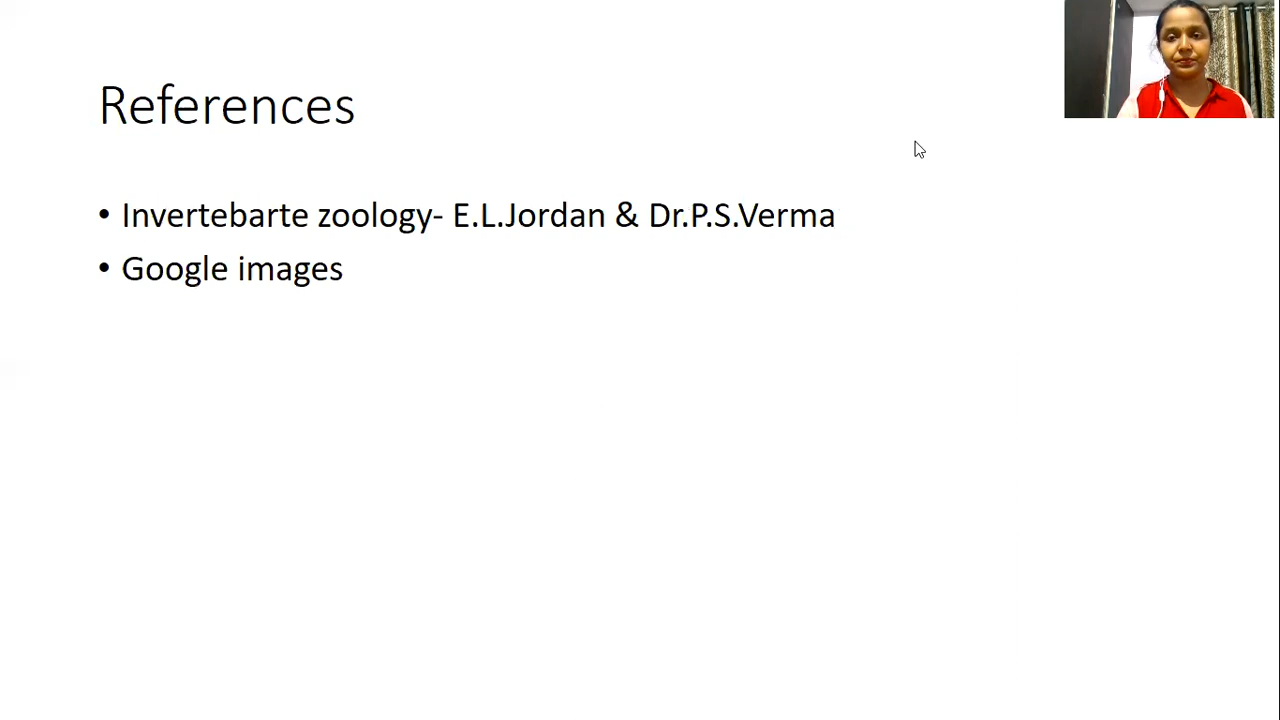 References
• Invertebarte zoology- E.L.Jordan & Dr.P.S.Verma
• Google images